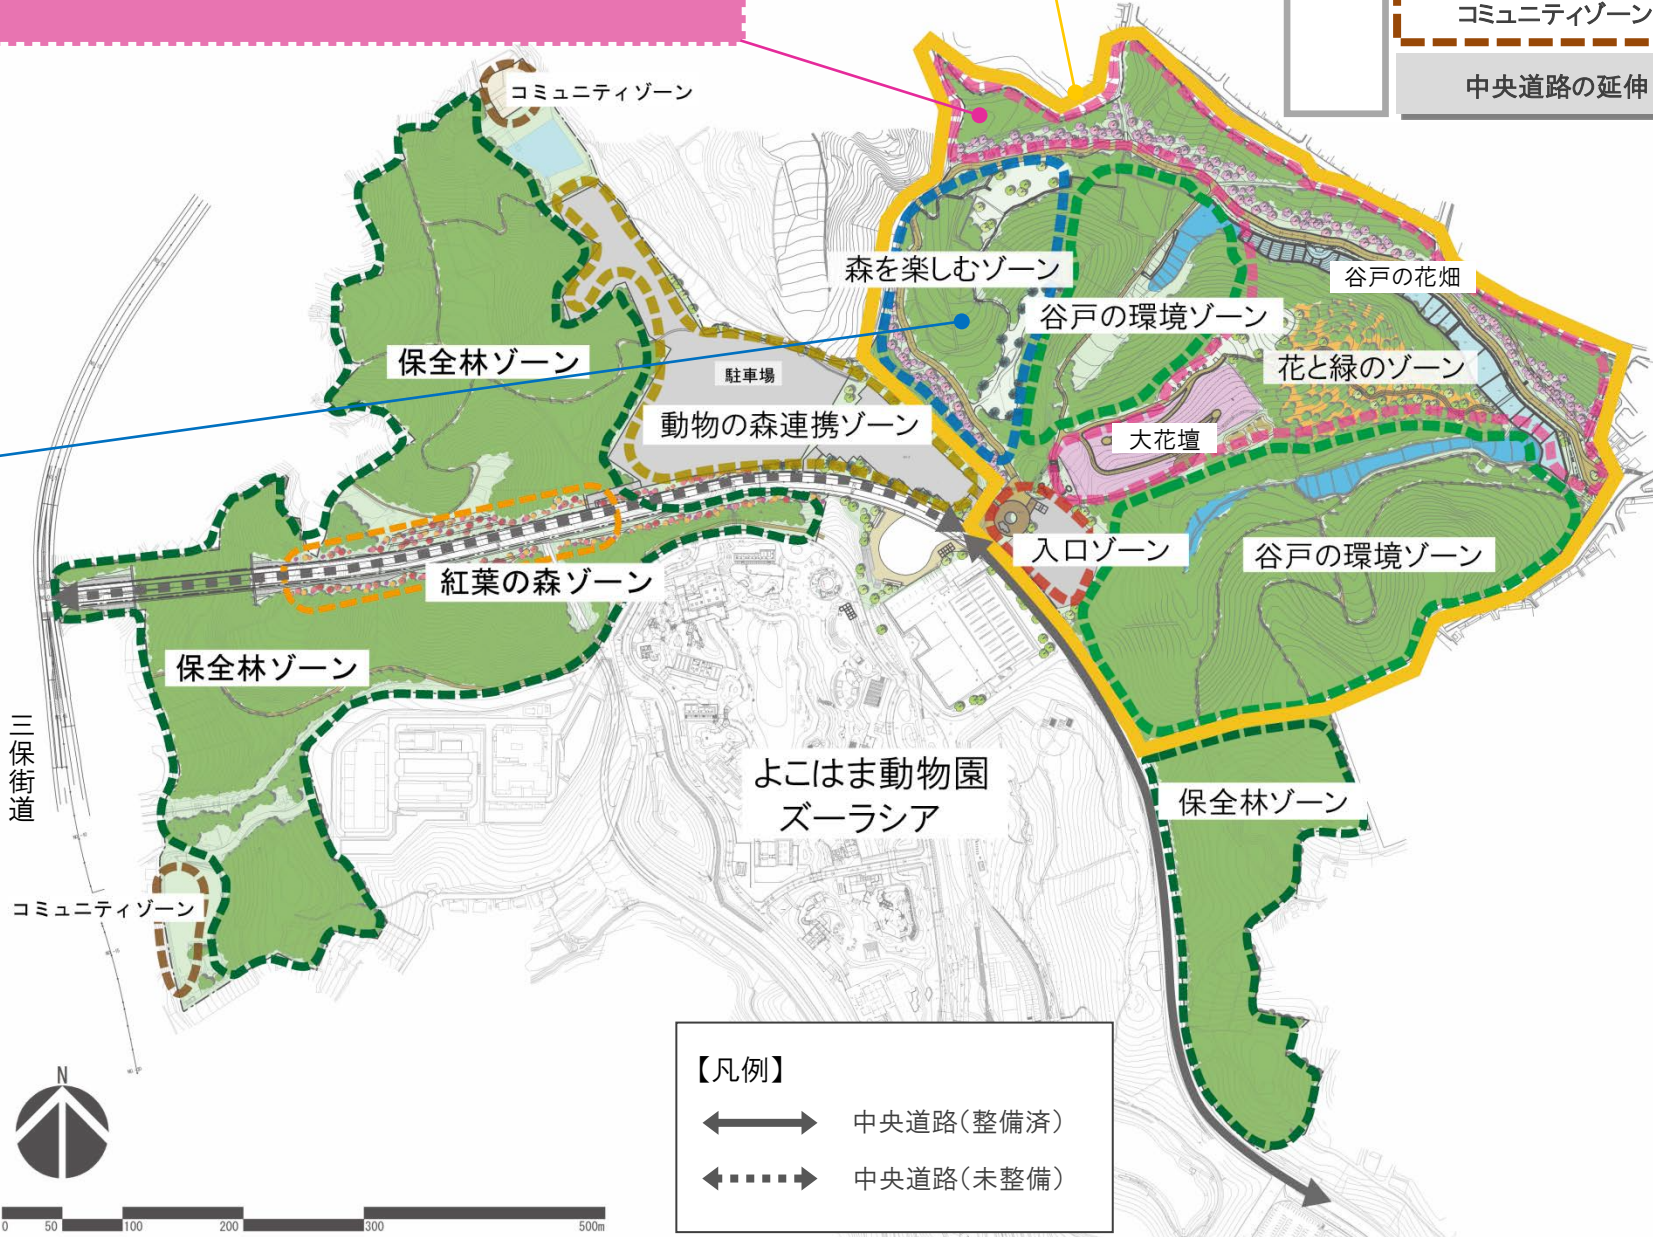 コミュニティゾーン
中央道路の延伸
コミュニティゾーン
森を楽しむゾーン
谷戸の花畑
谷戸の環境ゾーン
保全林ゾーン
駐車場
花と緑のゾーン
動物の森連携ゾーン
大花壇
入口ゾーン
谷戸の環境ゾーン
紅葉の森ゾーン
保全林ゾーン
三保街道
よこはま動物園
ズーラシア
保全林ゾーン
コミュニティゾーン
【凡例】
中央道路（整備済）
中央道路（未整備）
N
0 50 100 200 300 500m